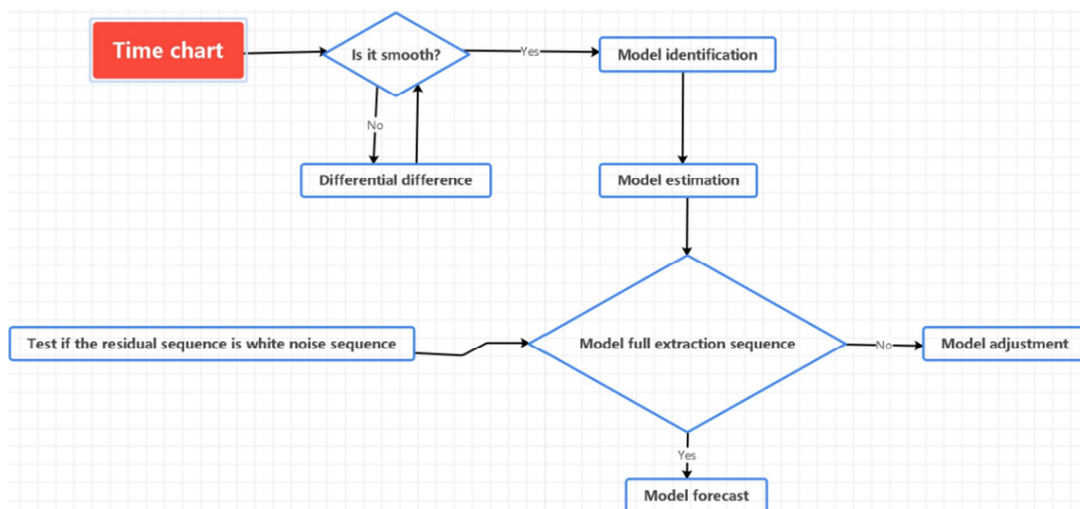 Time chart
Is it smooth?
Yes
Model identification
No
Differential difference
Model estimation
Test if the residual sequence is white noise sequence
Model full extraction sequence
No
Model adjustment
Yes
Model forecast